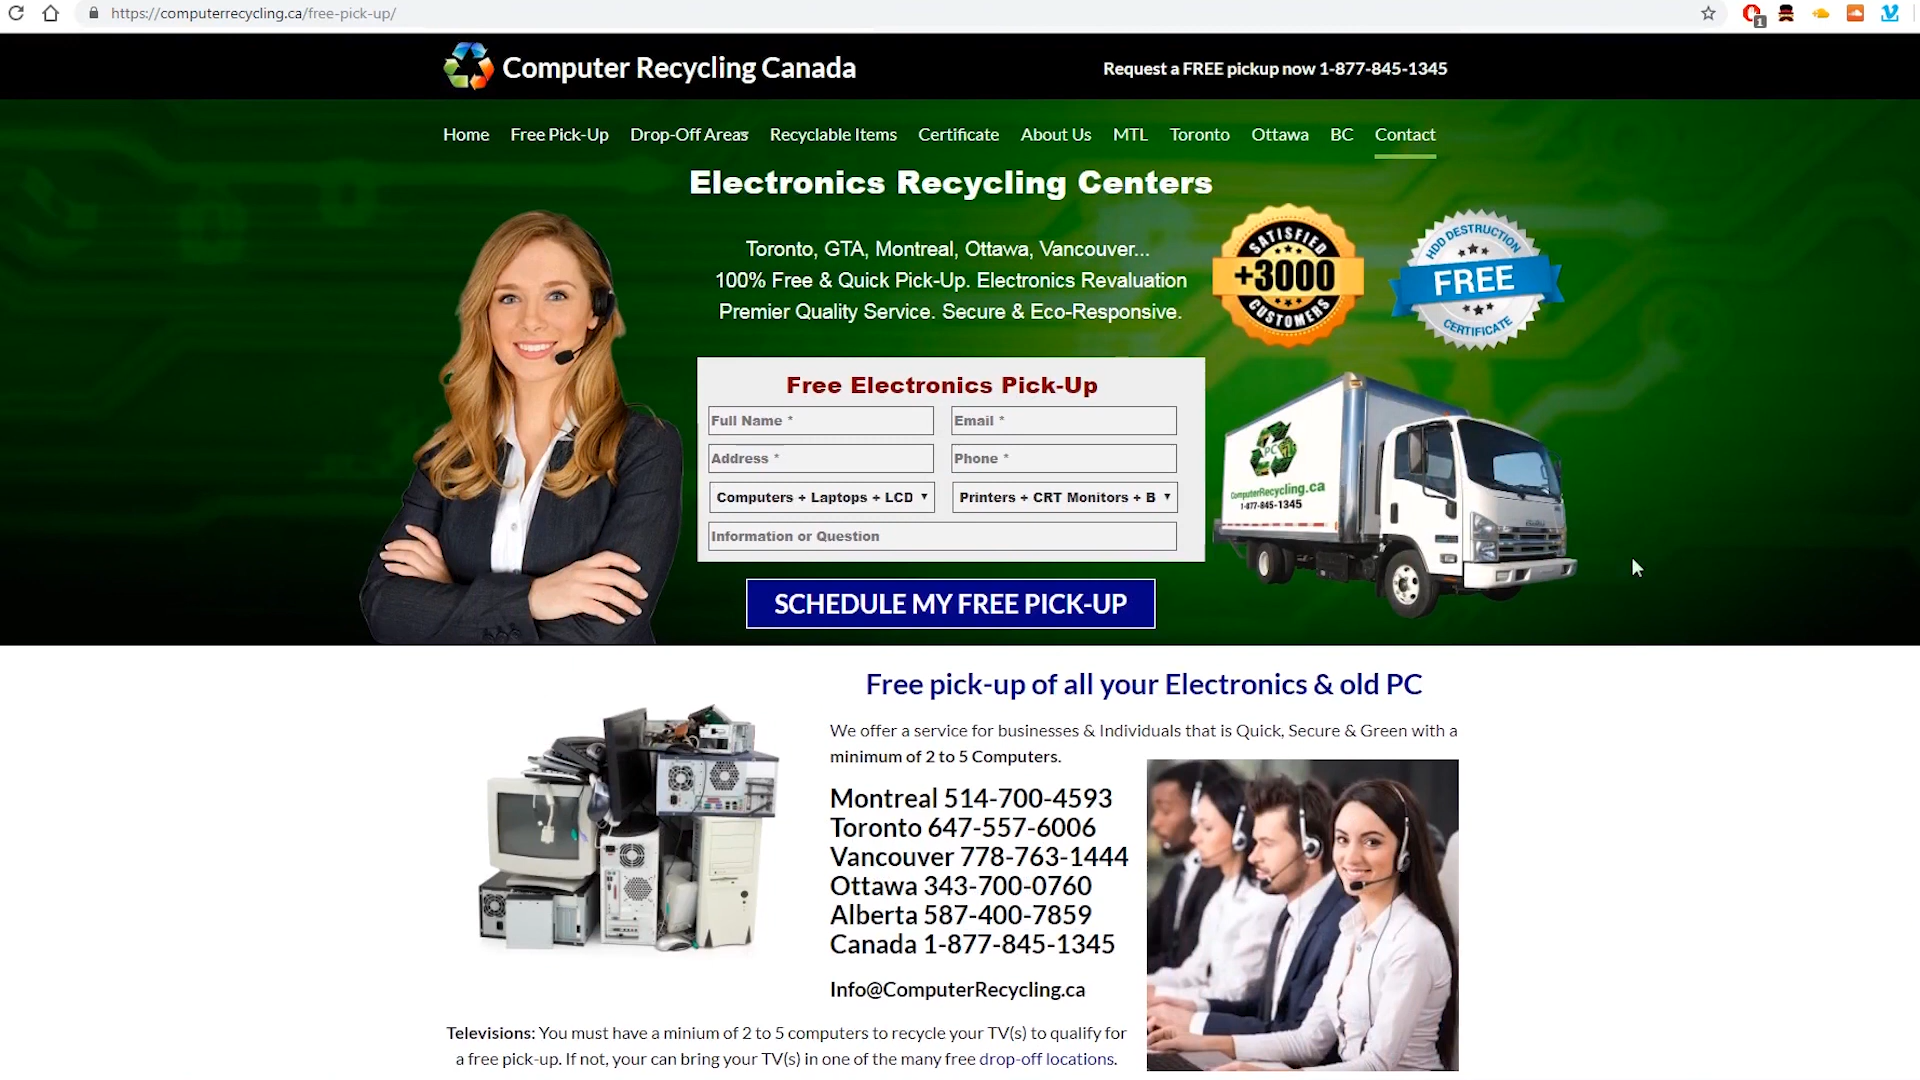 https://computerrecycling.ca/free-pick-up/
1
Computer Recycling Canada
Request a FREE pickup now 1-877-845-1345
Home Free Pick-Up Drop-Off Areas Recyclable Items Certificate About Us MTL Toronto Ottawa BC Contact
Electronics Recycling Centers
Toronto, GTA, Montreal, Ottawa, Vancouver...
100% Free & Quick Pick-Up. Electronics Revaluation
Premier Quality Service. Secure & Eco-Responsive.
SATISFIED
+3000
CUSTOMERS
HDD DESTRUCTION
FREE
CERTIFICATE
Free Electronics Pick-Up
Full Name *
Email *
Address *
Phone *
Computers + Laptops + LCD
Printers + CRT Monitors + B
Information or Question
SCHEDULE MY FREE PICK-UP
PC
ComputerRecycling.ca
1-877-845-1345
Free pick-up of all your Electronics & old PC
We offer a service for businesses & Individuals that is Quick, Secure & Green with a
minimum of 2 to 5 Computers.
Montreal 514-700-4593
Toronto 647-557-6006
Vancouver 778-763-1444
Ottawa 343-700-0760
Alberta 587-400-7859
Canada 1-877-845-1345
Info@ComputerRecycling.ca
Televisions: You must have a minium of 2 to 5 computers to recycle your TV(s) to qualify for
a free pick-up. If not, your can bring your TV(s) in one of the many free drop-off locations.